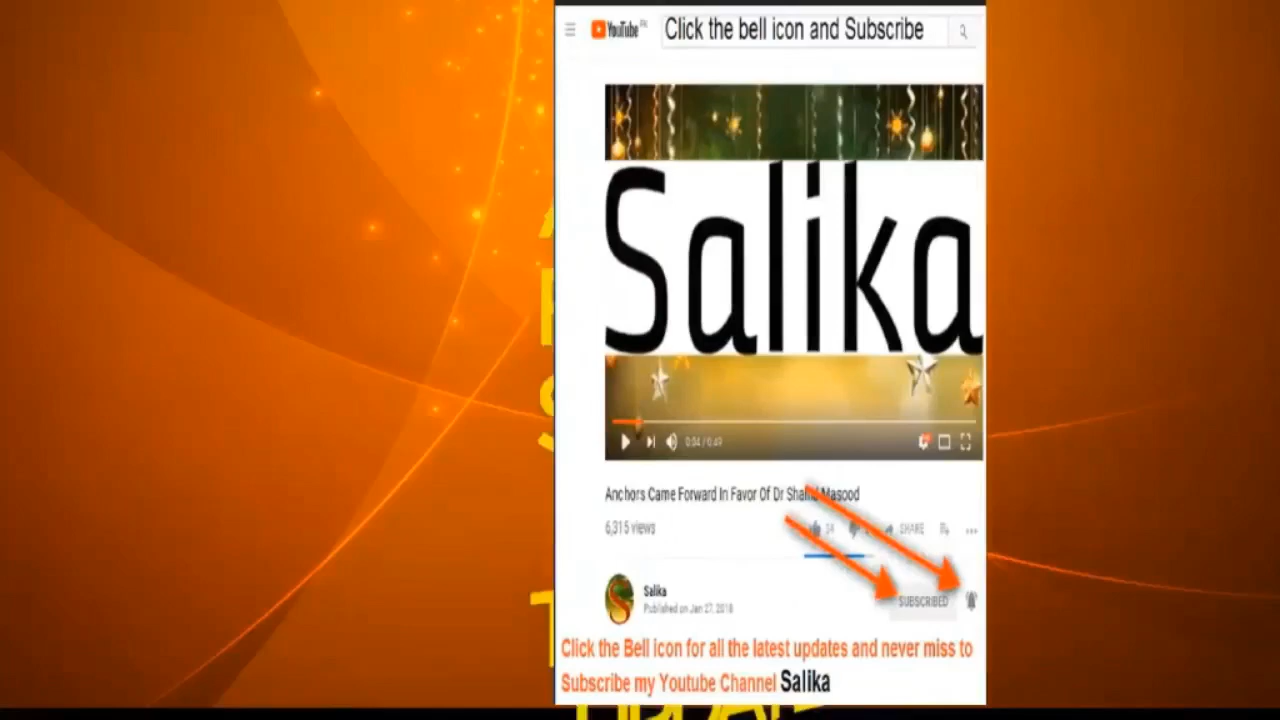 YouTube
Click the bell icon and Subscribe
Salika
0:04 / 0:49
Anchors Came Forward In Favor Of Dr Shahid Masood
6,315 views
SHARE
Salika
Published on Jan 27, 2018
SUBSCRIBED
Click the Bell icon for all the latest updates and never miss to
Subscribe my Youtube Channel Salika